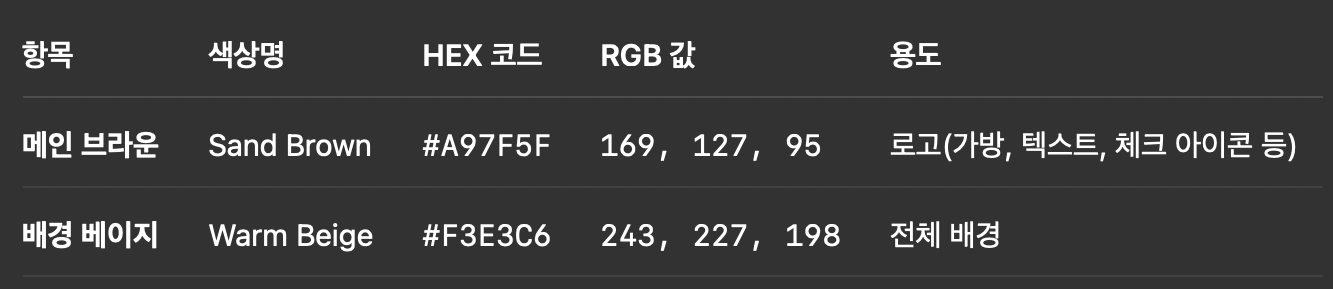 항목 색상명 HEX 코드 RGB 값 용도
메인 브라운 Sand Brown #A97F5F 169, 127, 95 로고(가방, 텍스트, 체크 아이콘 등)
배경 베이지 Warm Beige #F3E3C6 243, 227, 198 전체 배경